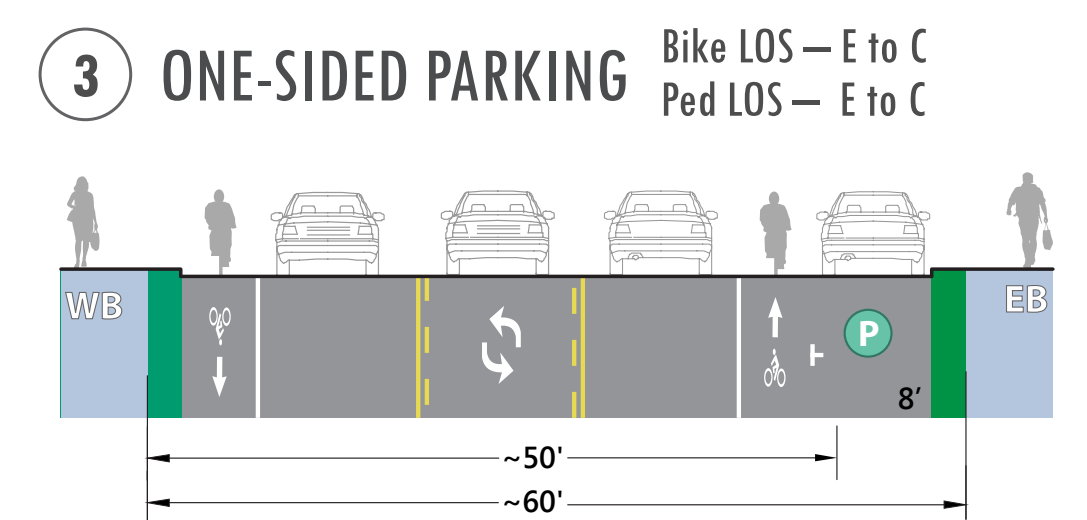 3 ONE-SIDED PARKING
Bike LOS — E to C
Ped LOS — E to C
WB
EB
P
8’
~50'
~60'